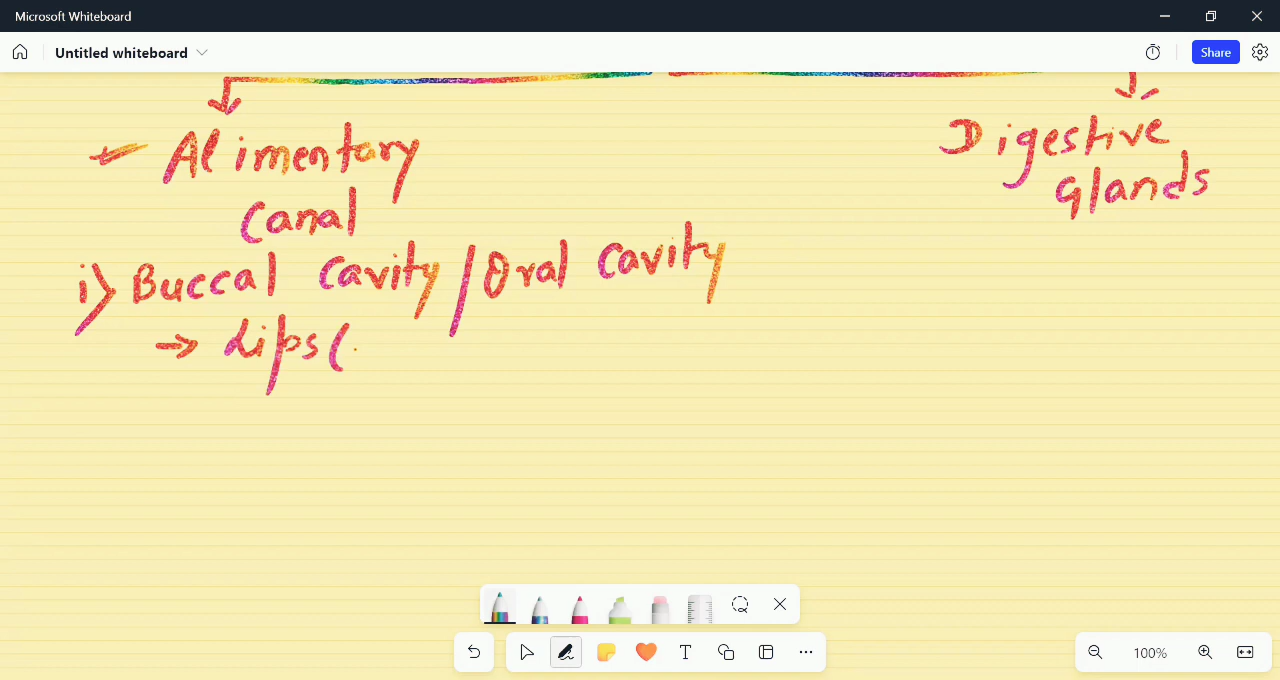 Microsoft Whiteboard
Untitled whiteboard
Share
Alimentary
Canal
Digestive
glands
i) Buccal Cavity / Oral Cavity
→ Lips (
T
100%